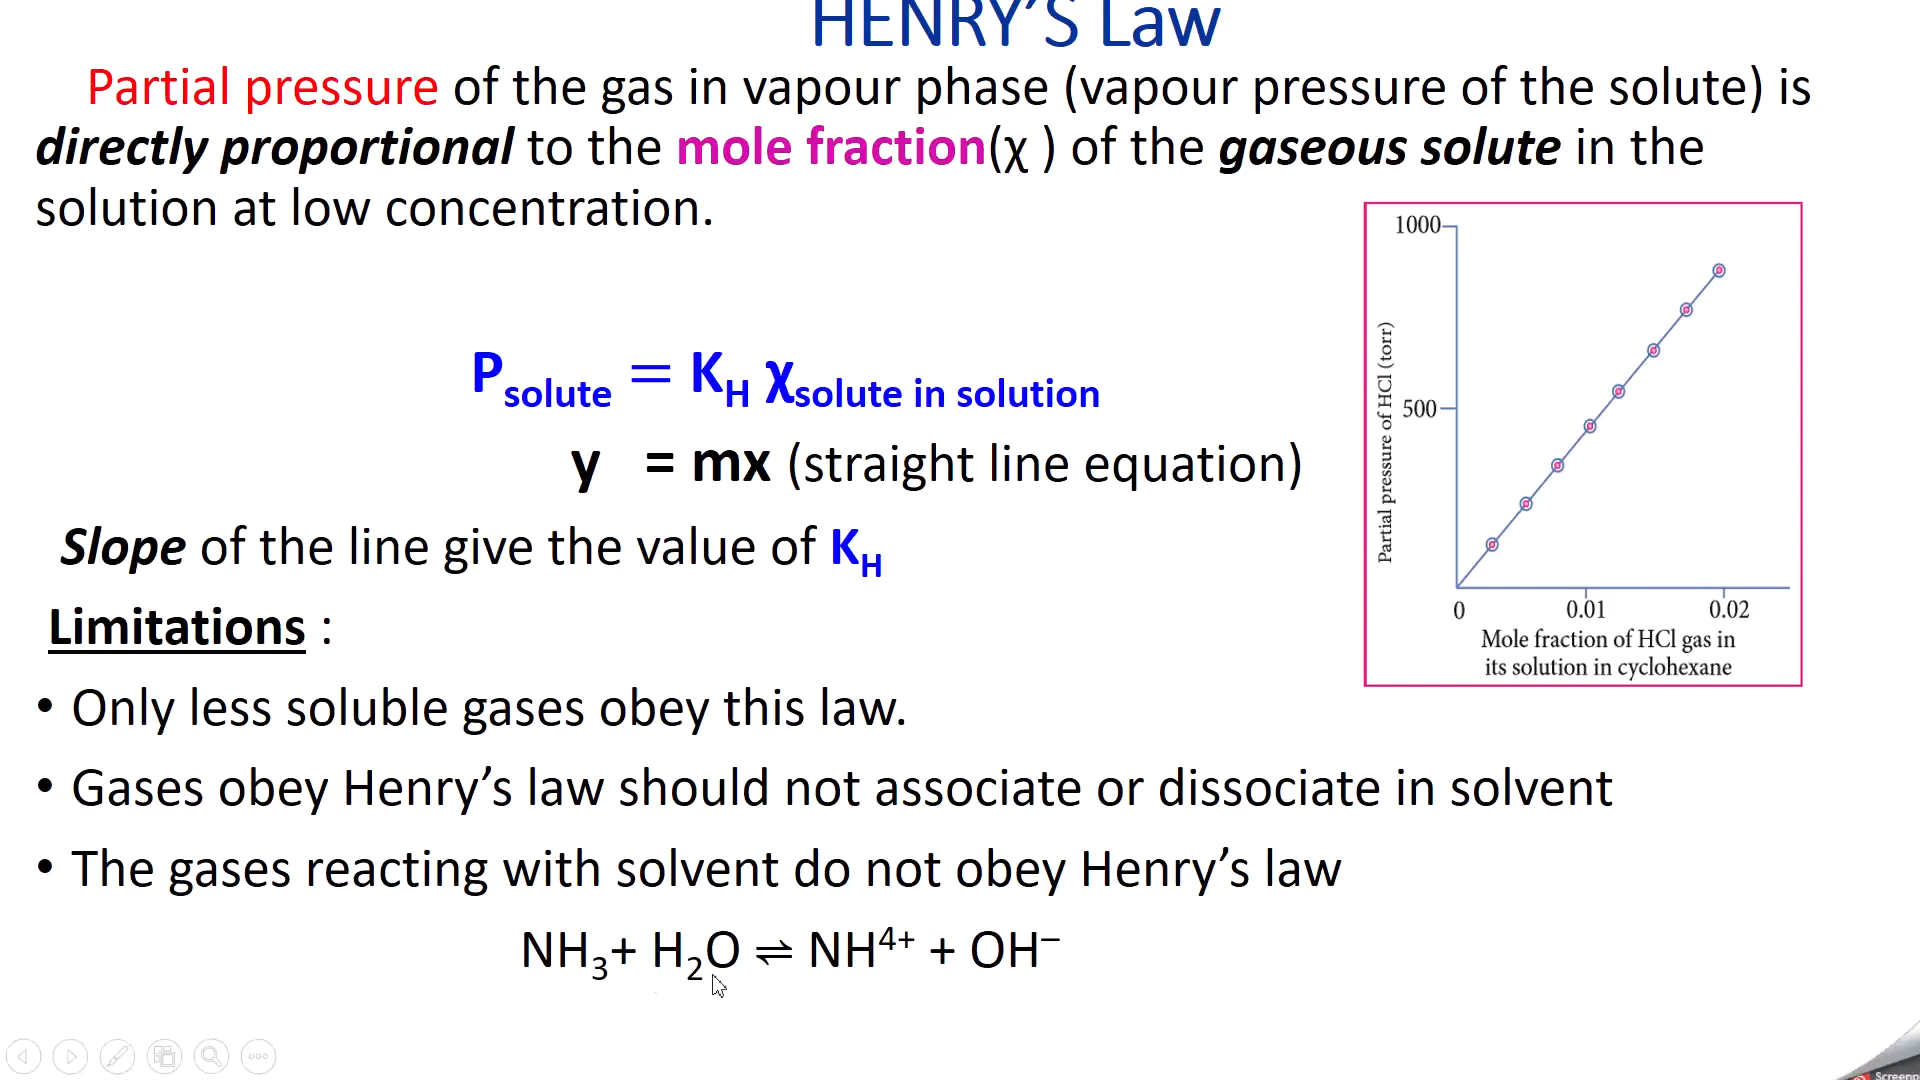 HENRY’S Law
Partial pressure of the gas in vapour phase (vapour pressure of the solute) is
directly proportional to the mole fraction(χ ) of the gaseous solute in the
solution at low concentration.
P_solute = K_H χ_solute in solution
y = mx (straight line equation)
Slope of the line give the value of K_H
Limitations :
• Only less soluble gases obey this law.
• Gases obey Henry’s law should not associate or dissociate in solvent
• The gases reacting with solvent do not obey Henry’s law
NH₃+ H₂O ⇌ NH⁴⁺ + OH⁻
1000
500
Partial pressure of HCl (torr)
0 0.01 0.02
Mole fraction of HCl gas in
its solution in cyclohexane